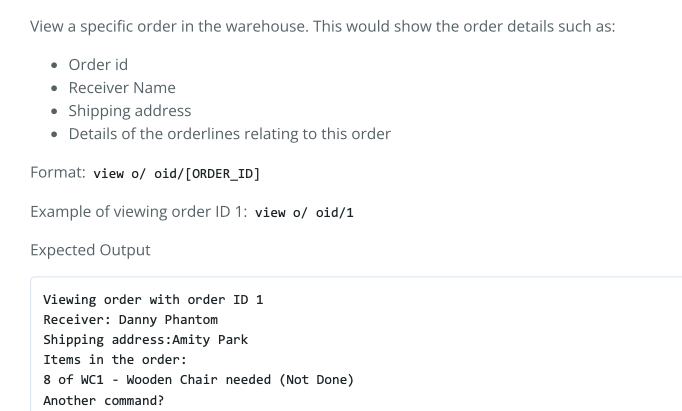 View a specific order in the warehouse. This would show the order details such as:
• Order id
• Receiver Name
• Shipping address
• Details of the orderlines relating to this order
Format: view o/ oid/[ORDER_ID]
Example of viewing order ID 1: view o/ oid/1
Expected Output
Viewing order with order ID 1
Receiver: Danny Phantom
Shipping address:Amity Park
Items in the order:
8 of WC1 - Wooden Chair needed (Not Done)
Another command?